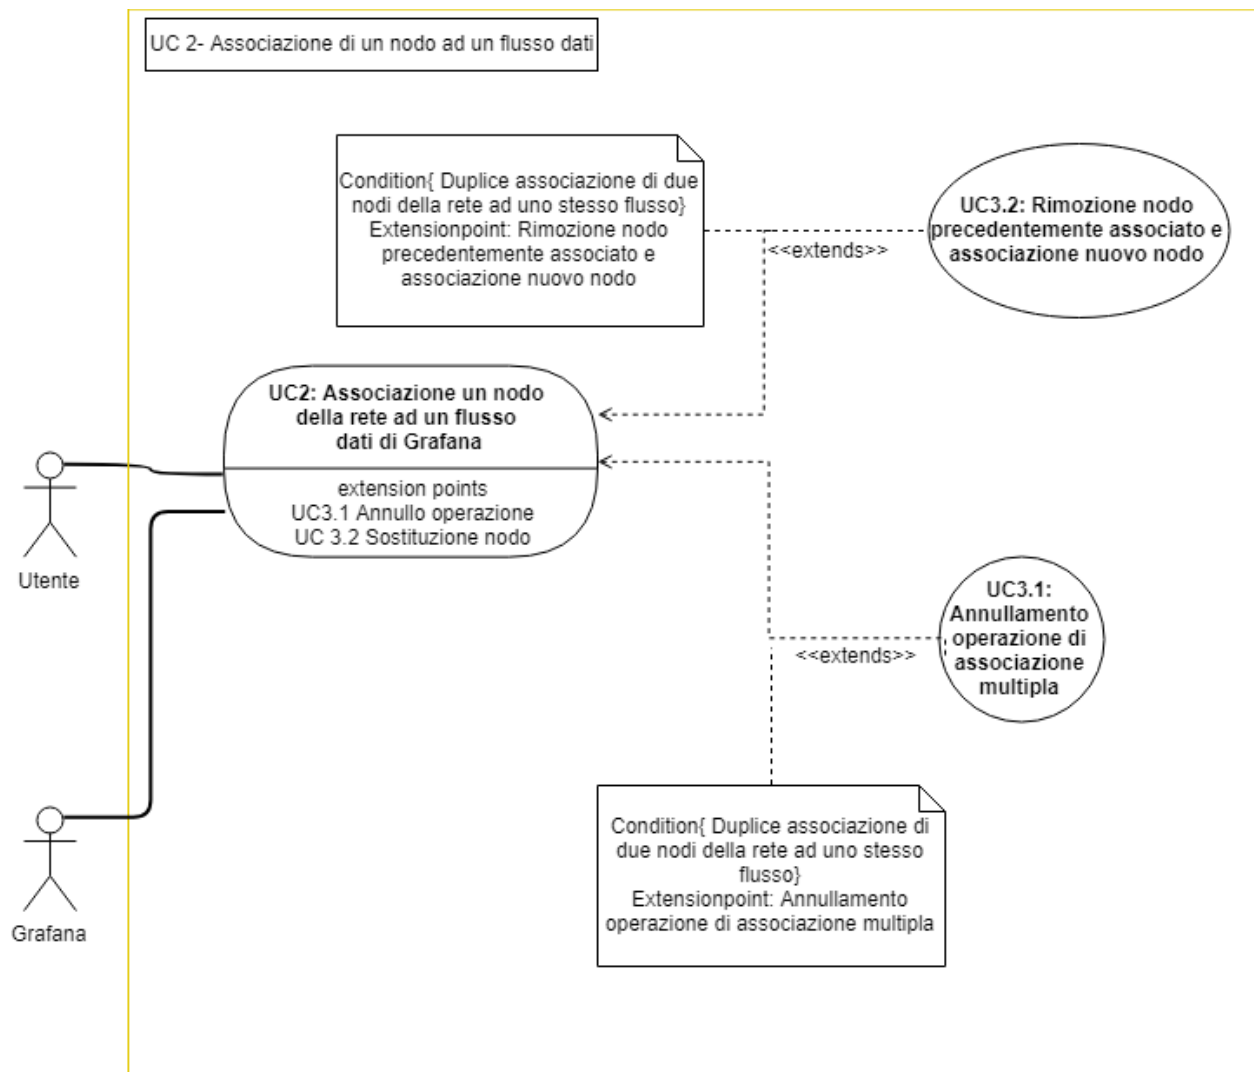 UC 2- Associazione di un nodo ad un flusso dati
Condition{ Duplice associazione di due
nodi della rete ad uno stesso flusso}
Extensionpoint: Rimozione nodo
precedentemente associato e
associazione nuovo nodo
UC3.2: Rimozione nodo
precedentemente associato e
associazione nuovo nodo
<<extends>>
UC2: Associazione un nodo
della rete ad un flusso
dati di Grafana
extension points
UC3.1 Annullo operazione
UC 3.2 Sostituzione nodo
Utente
UC3.1:
Annullamento
operazione di
associazione
multipla
<<extends>>
Condition{ Duplice associazione di
due nodi della rete ad uno stesso
flusso}
Extensionpoint: Annullamento
operazione di associazione multipla
Grafana